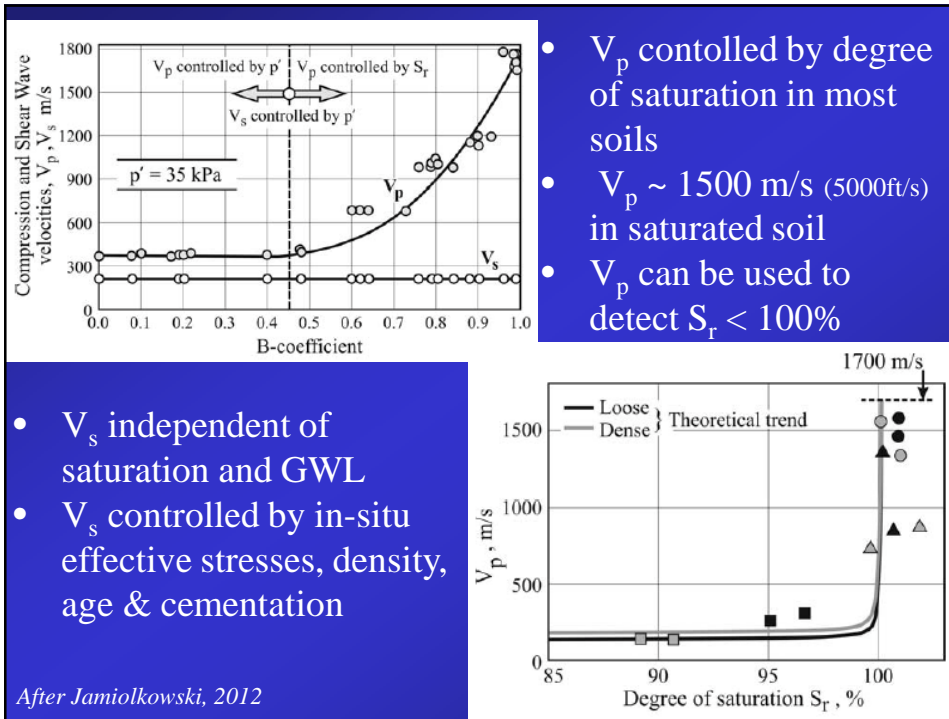 1800
1500
1200
900
600
300
0
Compression and Shear Wave
velocities, Vp , Vs m/s
Vp controlled by p′
Vp controlled by Sr
Vs controlled by p′
p′ = 35 kPa
Vp
Vs
0.0 0.1 0.2 0.3 0.4 0.5 0.6 0.7 0.8 0.9 1.0
B-coefficient
• Vp contolled by degree
of saturation in most
soils
• Vp ~ 1500 m/s (5000ft/s)
in saturated soil
• Vp can be used to
detect Sr < 100%
• Vs independent of
saturation and GWL
• Vs controlled by in-situ
effective stresses, density,
age & cementation
After Jamiolkowski, 2012
1700 m/s
Loose
Dense
} Theoretical trend
1500
1000
500
0
Vp , m/s
85 90 95 100
Degree of saturation Sr , %